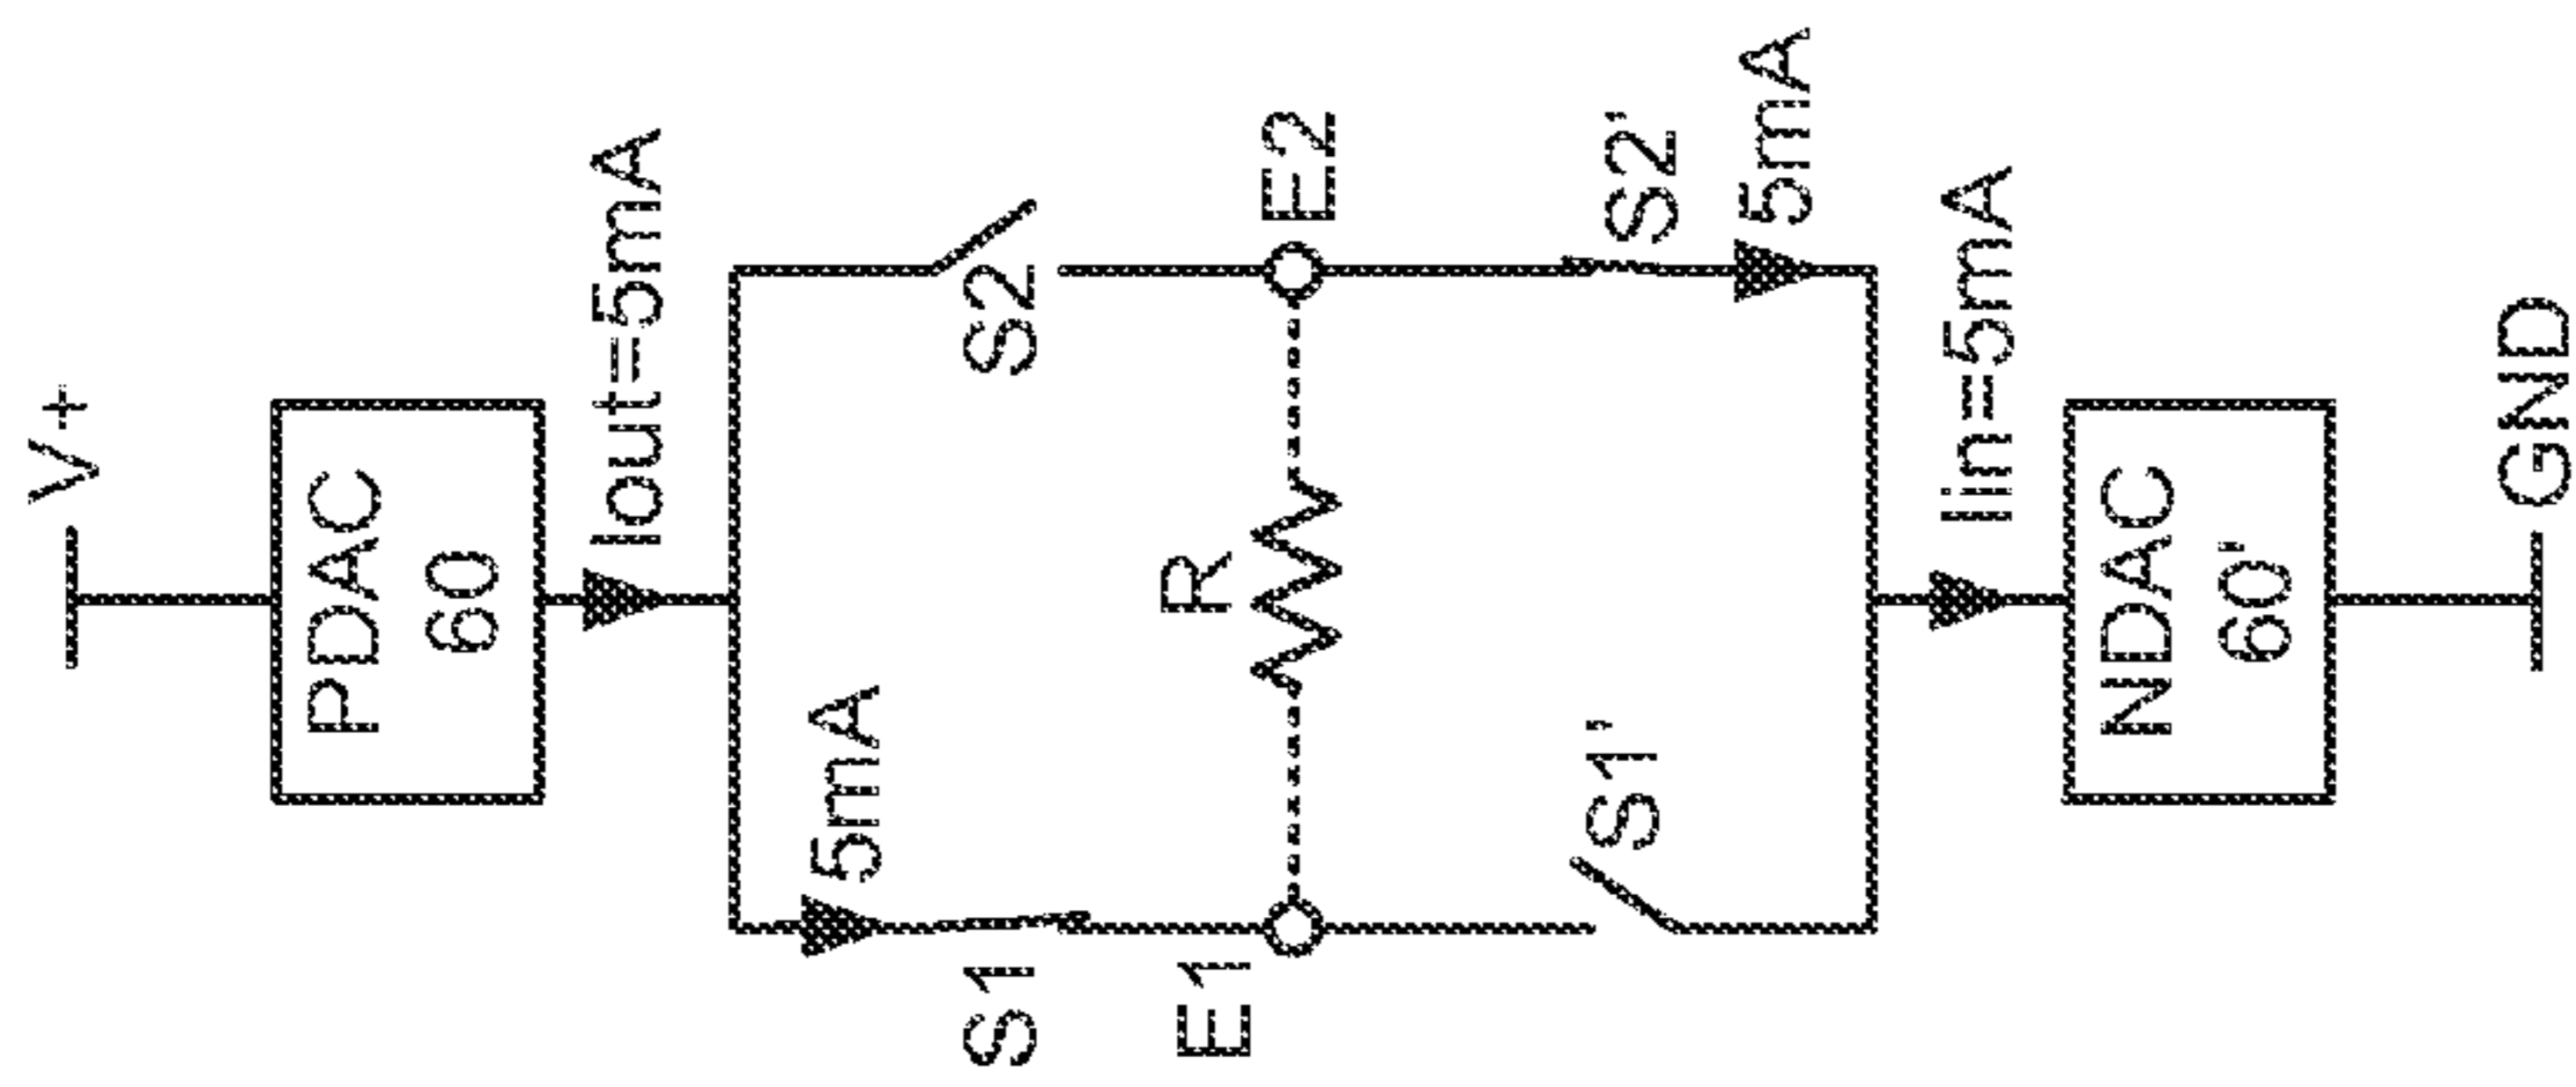 V+
PDAC
60
Iout=5mA
5mA
S1
S2
R
E1
E2
S1'
S2'
5mA
Iin=5mA
NDAC
60'
GND